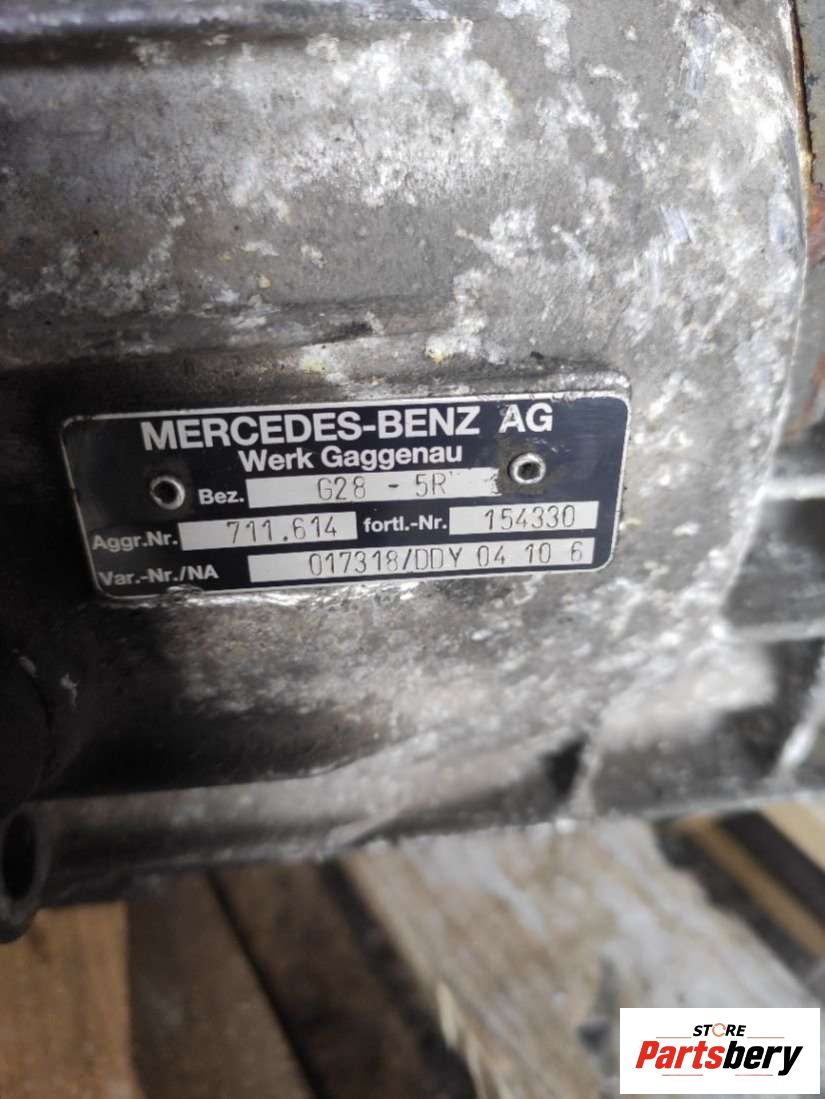 MERCEDES-BENZ AG
Werk Gaggenau
Bez. G28 - 5R
Aggr.Nr. 711.614 fortl.-Nr. 154330
Var.-Nr./NA 017318/DDY 04 10 6
STORE
Partsbery